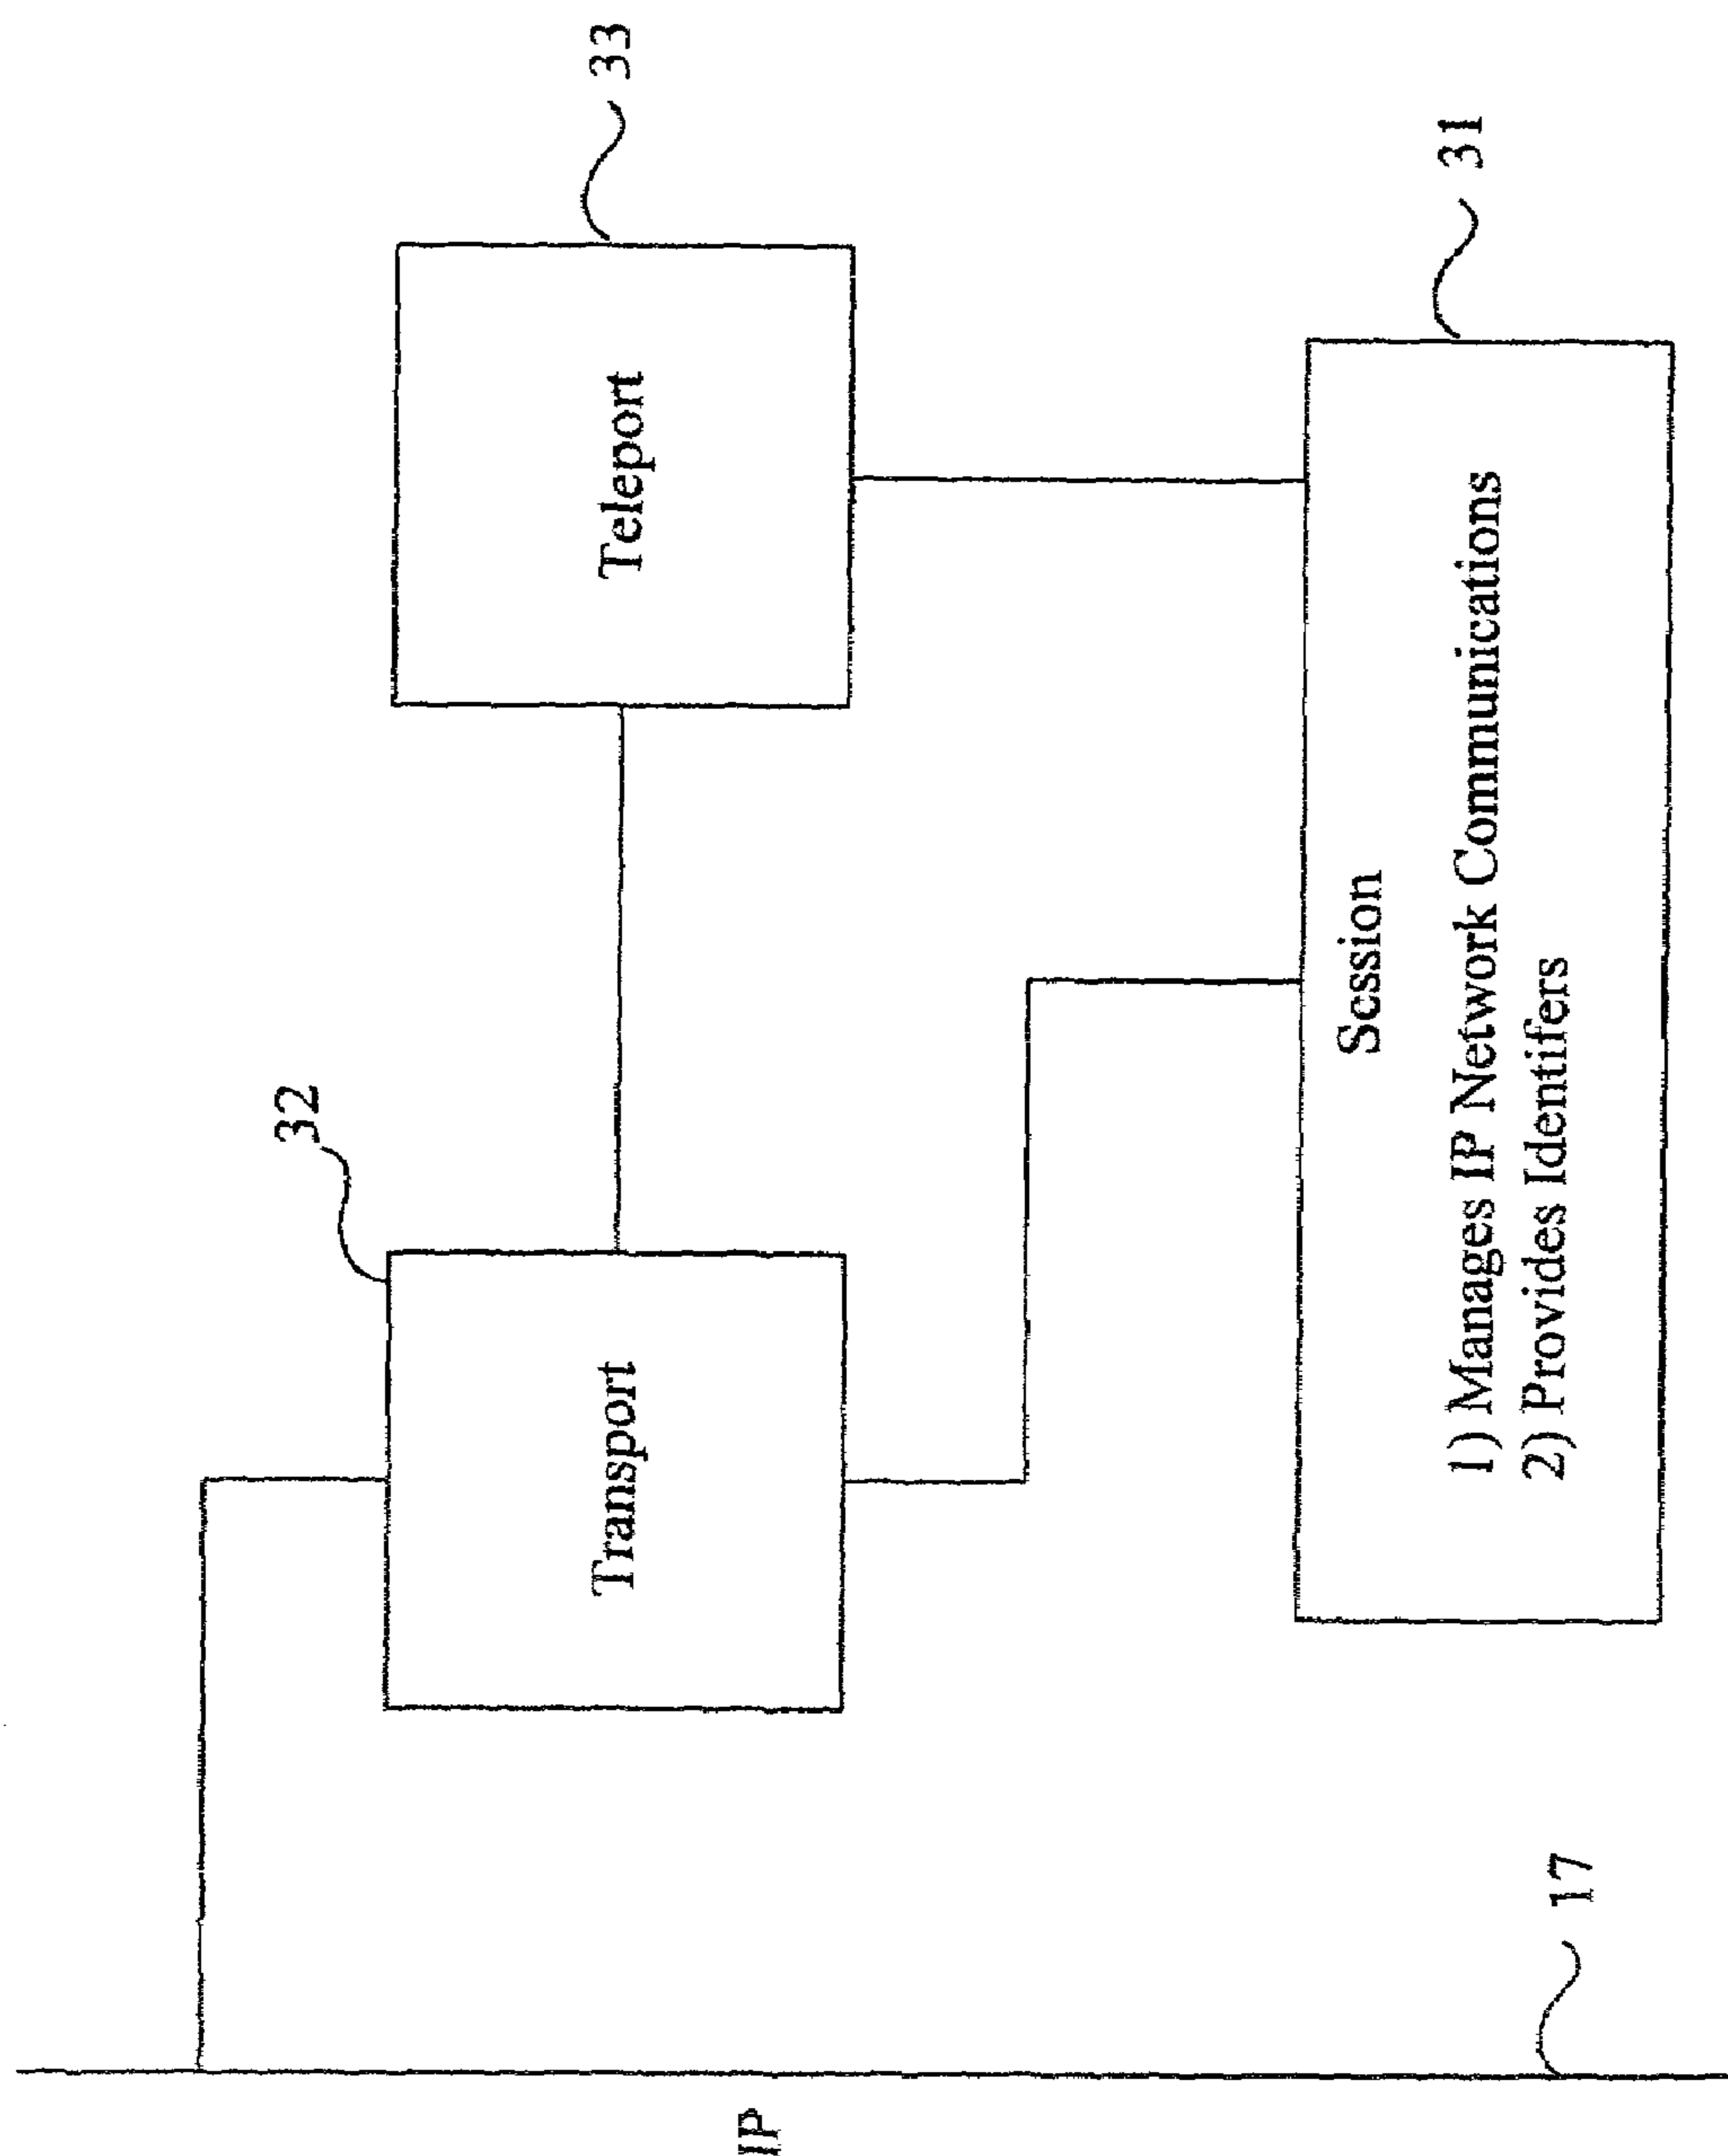 32
33
Transport
Teleport
IP
Session
31
1) Manages IP Network Communications
2) Provides Identifers
17